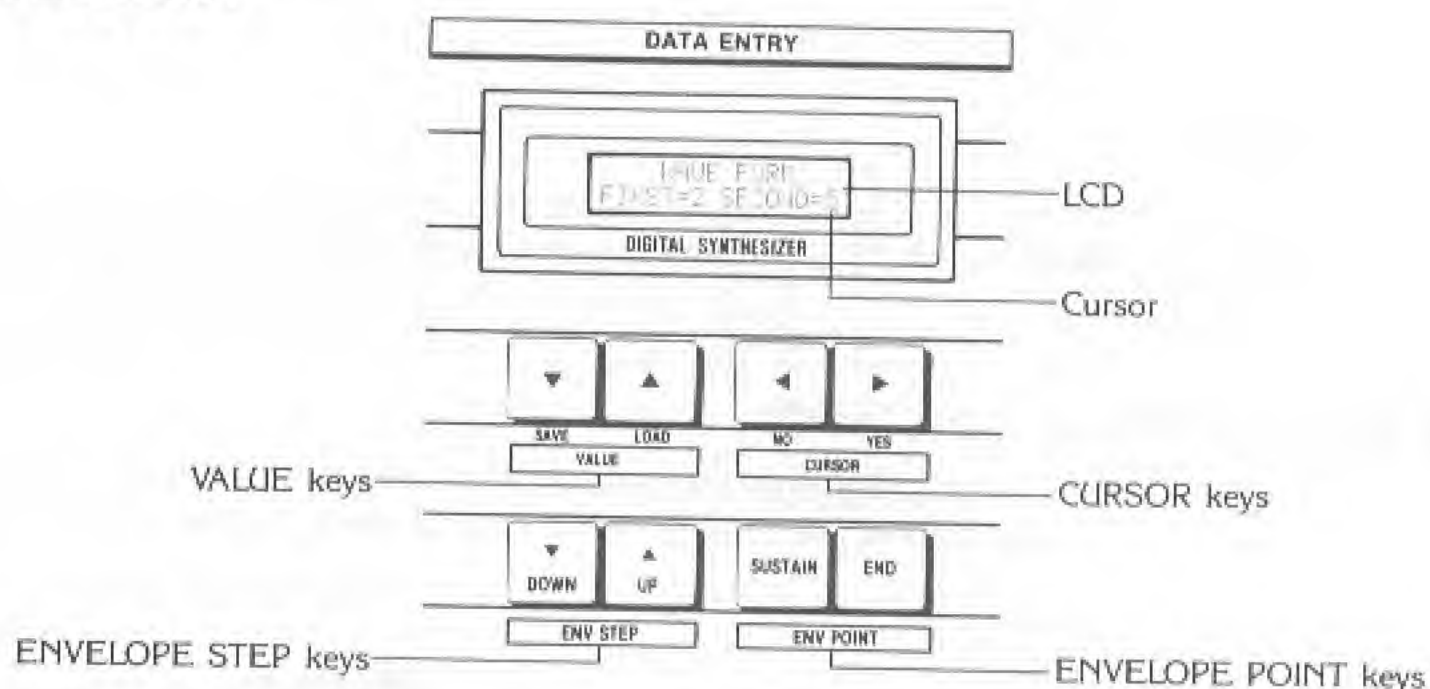 DATA ENTRY
WAVE FORM
FIRST=2 SECOND=5
LCD
DIGITAL SYNTHESIZER
Cursor
▼ ▲ ◀ ▶
SAVE LOAD NO YES
VALUE CURSOR
VALUE keys
CURSOR keys
▼ ▲ SUSTAIN END
DOWN UP
ENV STEP ENV POINT
ENVELOPE STEP keys
ENVELOPE POINT keys